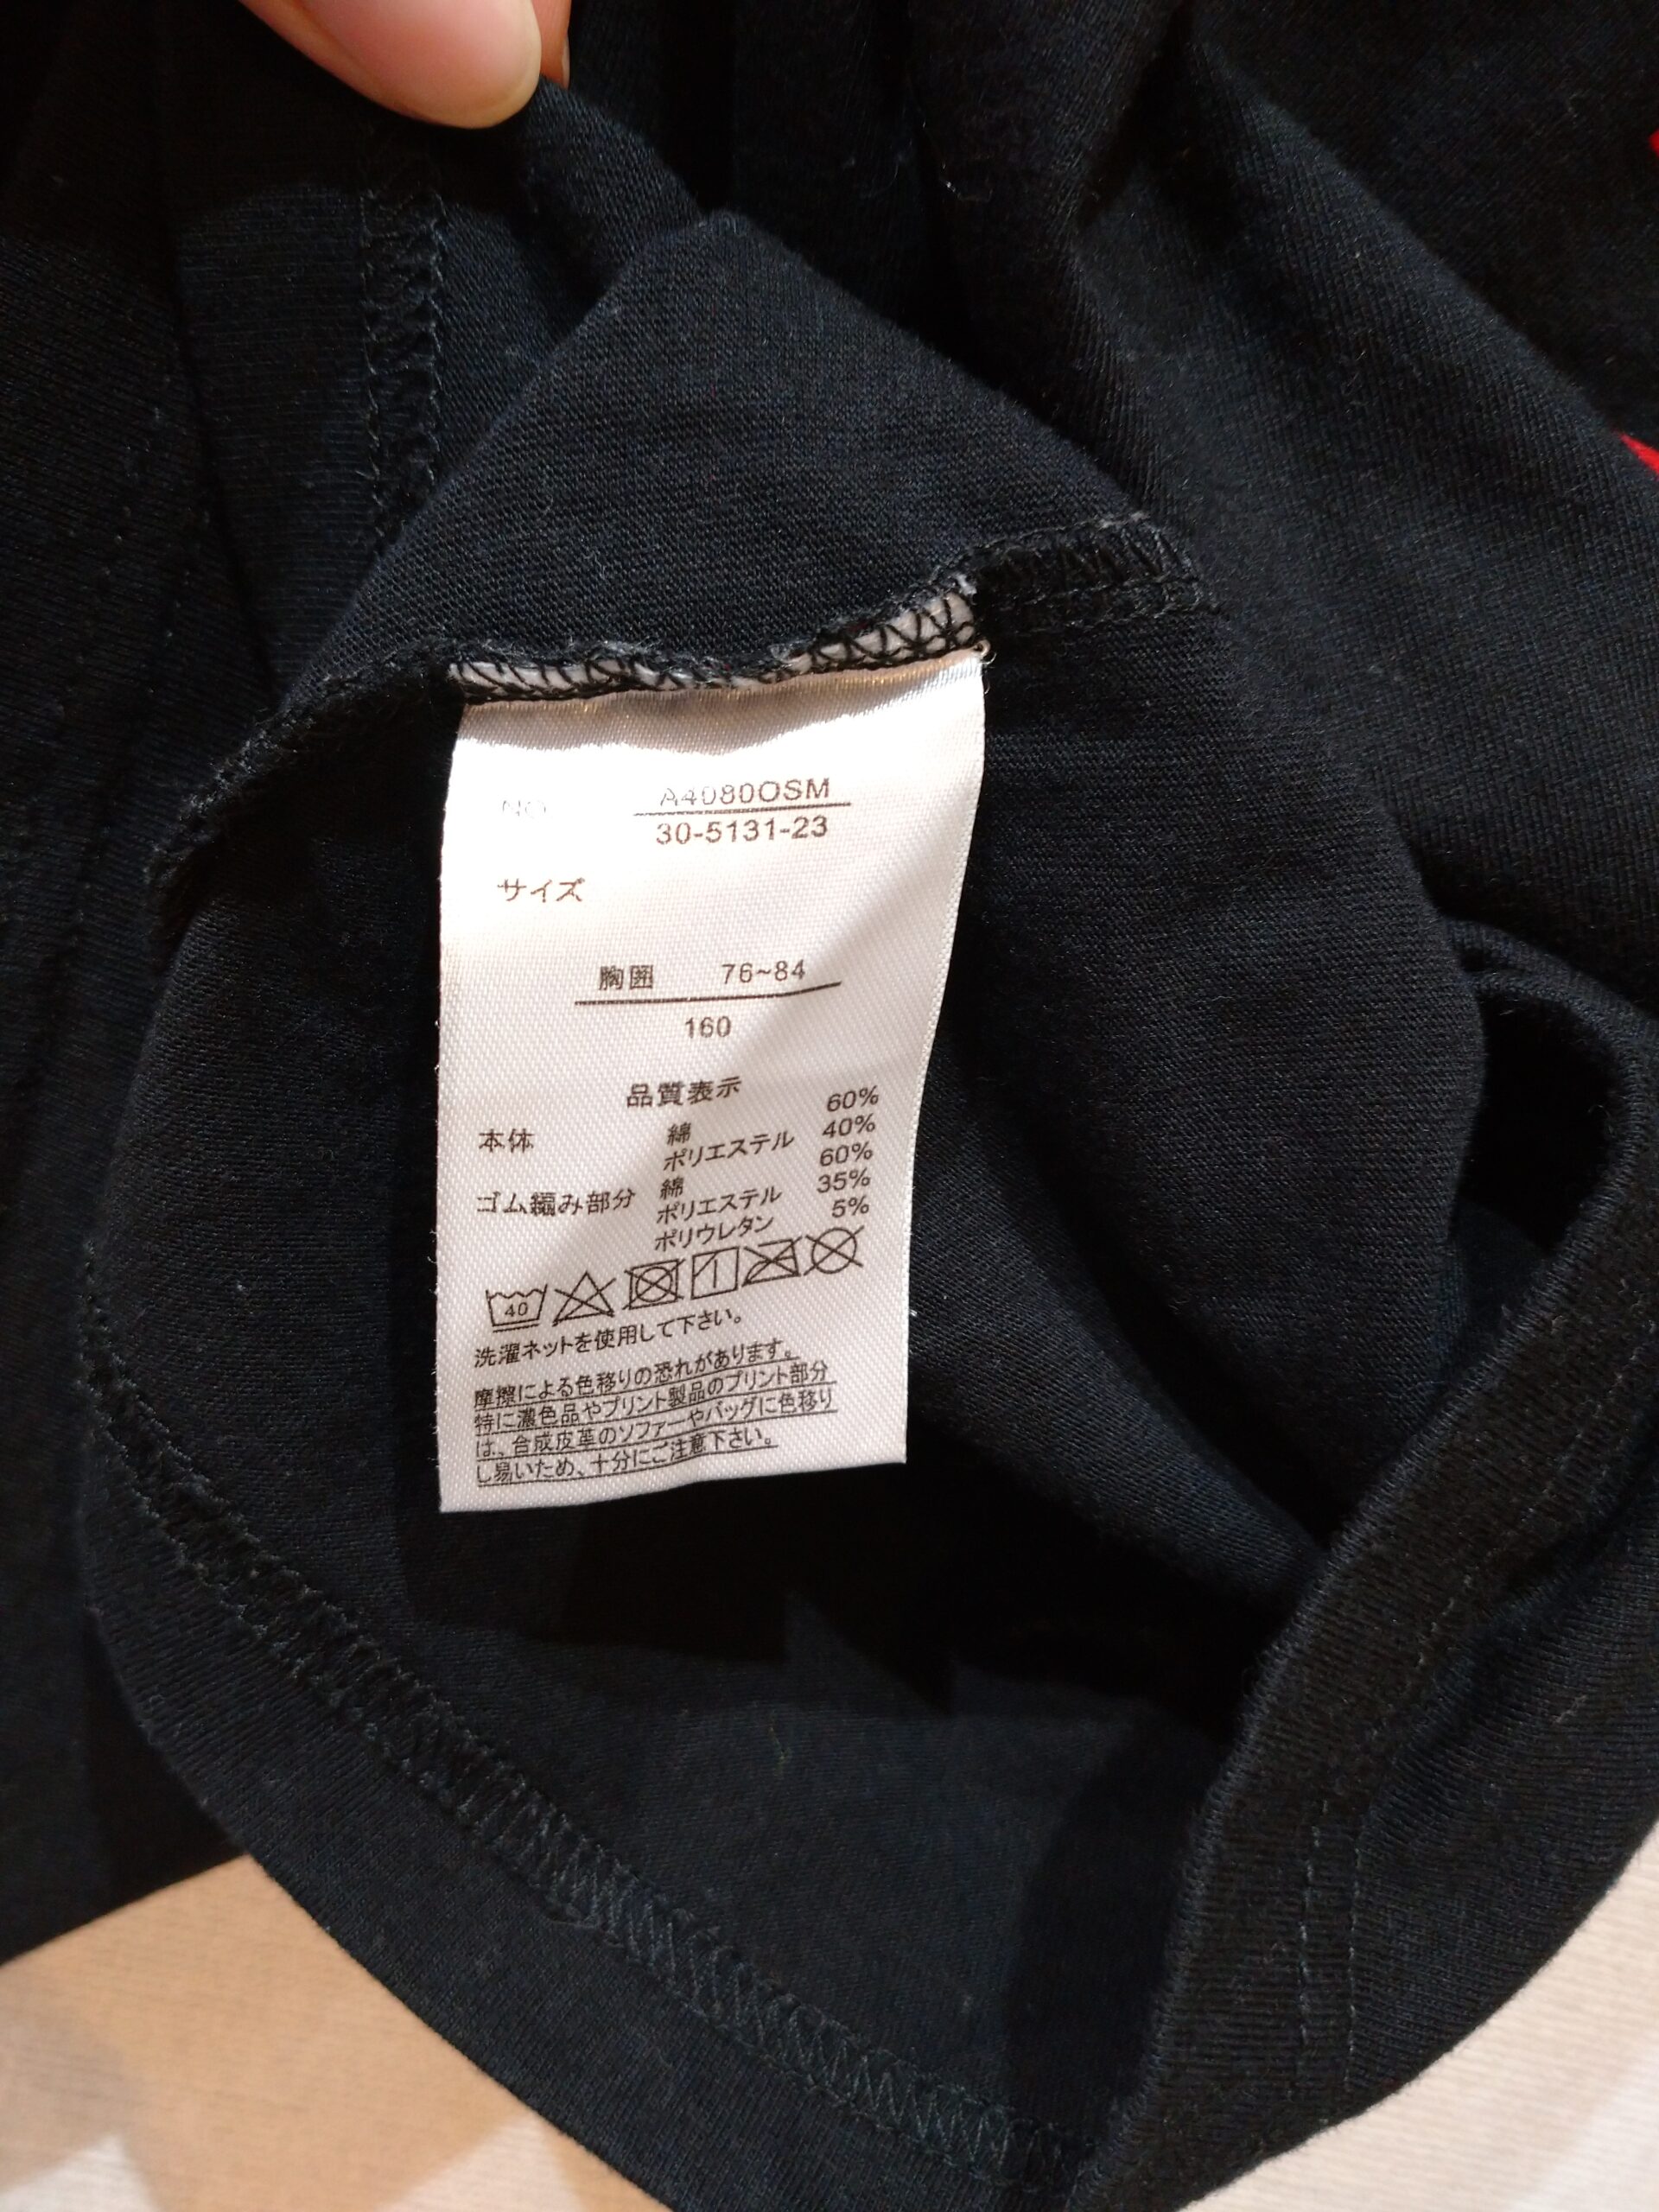 NO A4080OSM
30-5131-23
サイズ
胸囲 76~84
160
品質表示
本体 綿 60%
ポリエステル 40%
ゴム編み部分 綿 60%
ポリエステル 35%
ポリウレタン 5%
40
洗濯ネットを使用して下さい。
摩擦による色移りの恐れがあります。
特に濃色品やプリント製品のプリント部分
は、合成皮革のソファーやバッグに色移り
し易いため、十分にご注意下さい。